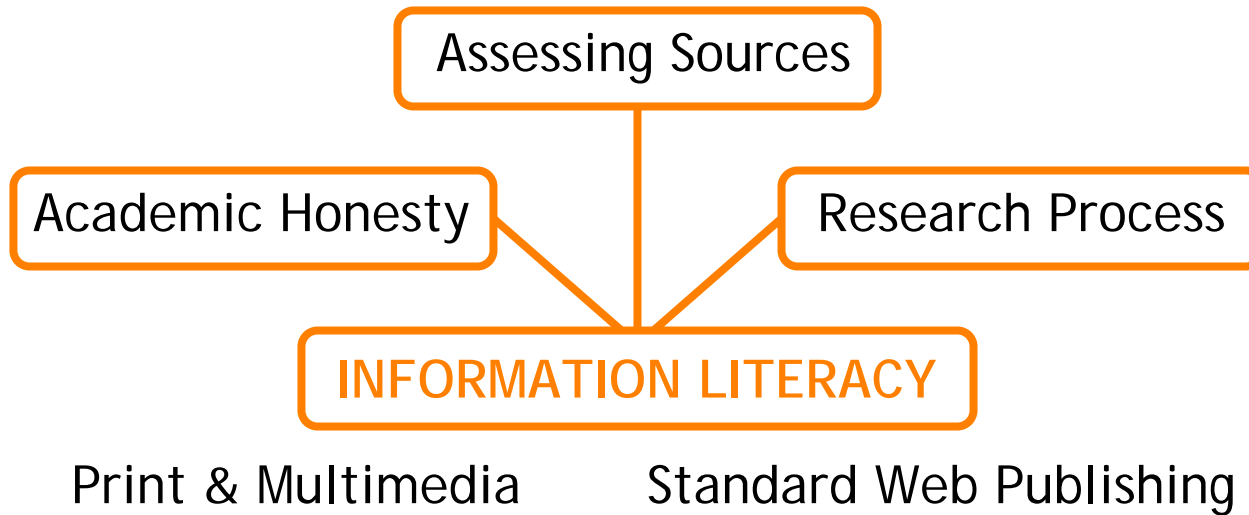 Assessing Sources
Academic Honesty
Research Process
INFORMATION LITERACY
Print & Multimedia
Standard Web Publishing